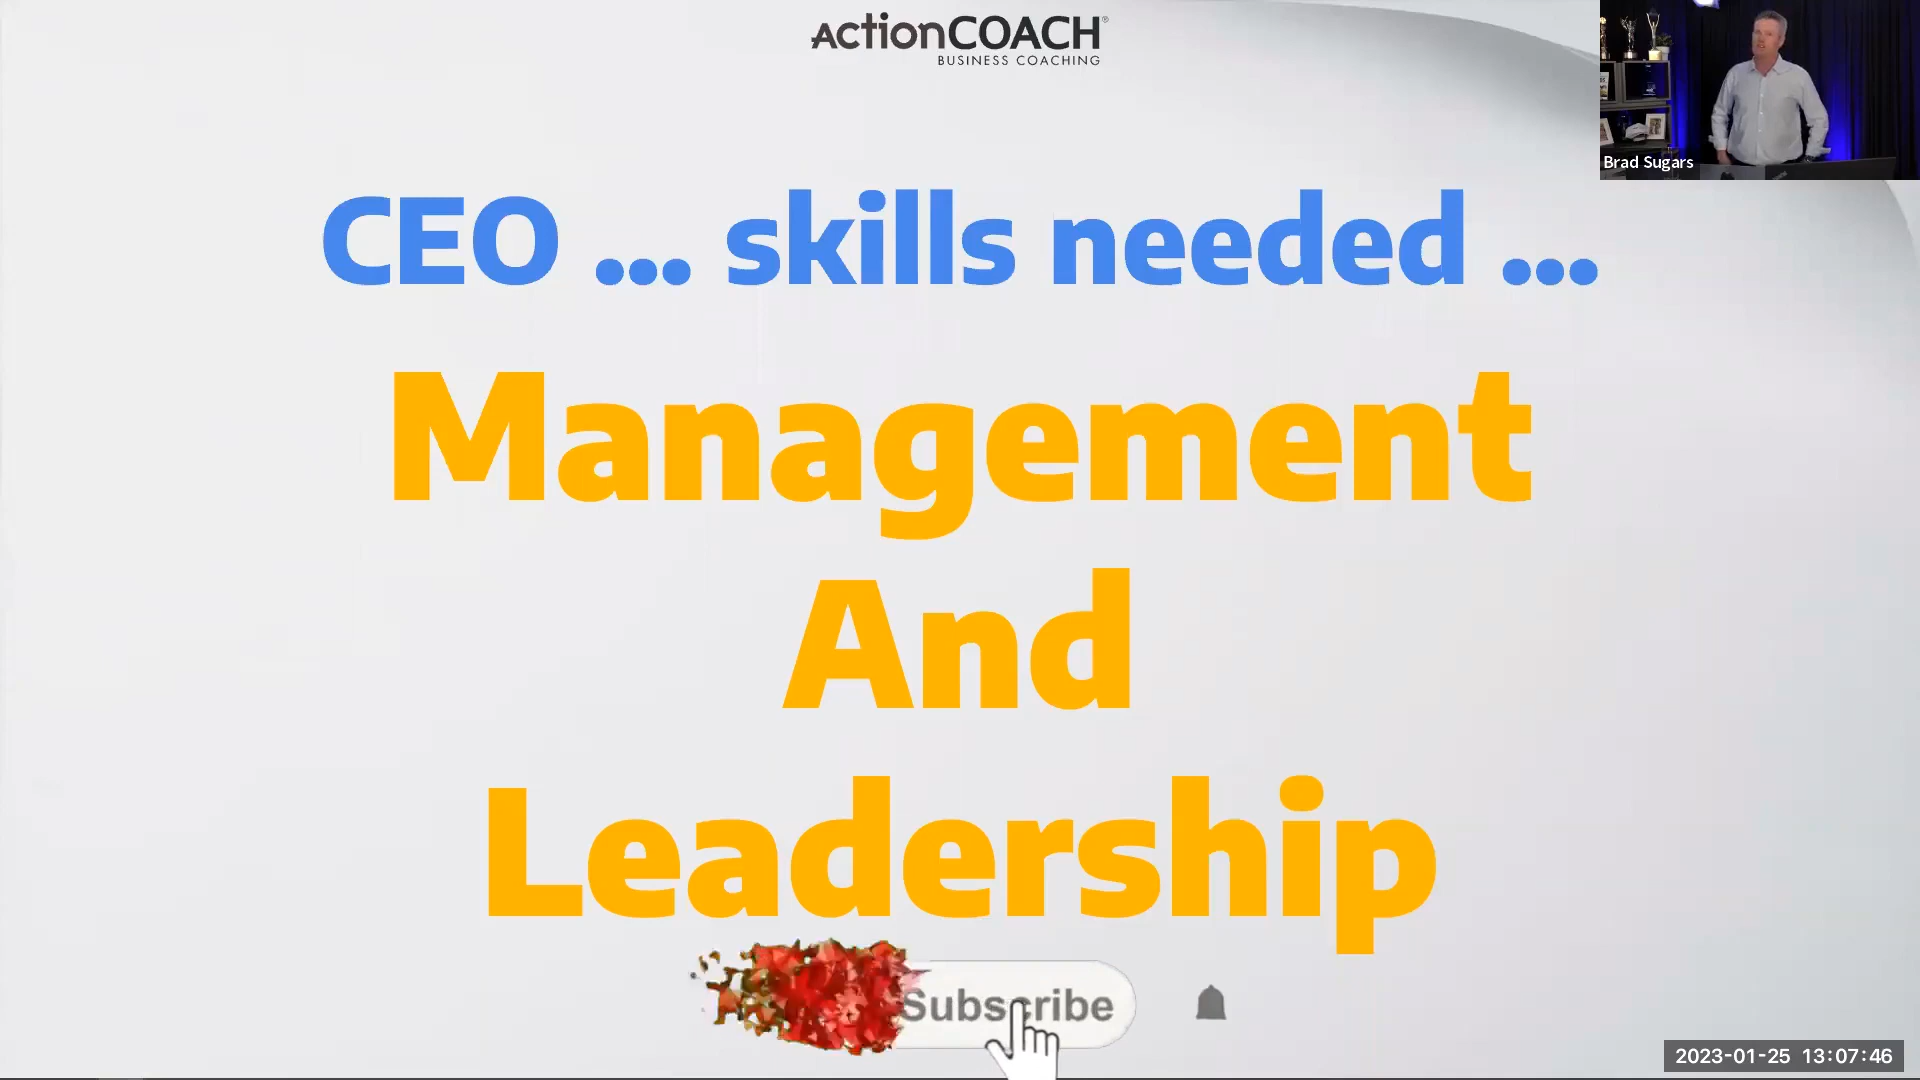 actionCOACH®
BUSINESS COACHING
Brad Sugars
CEO ... skills needed ...
Management
And
Leadership
Subscribe
2023-01-25 13:07:46